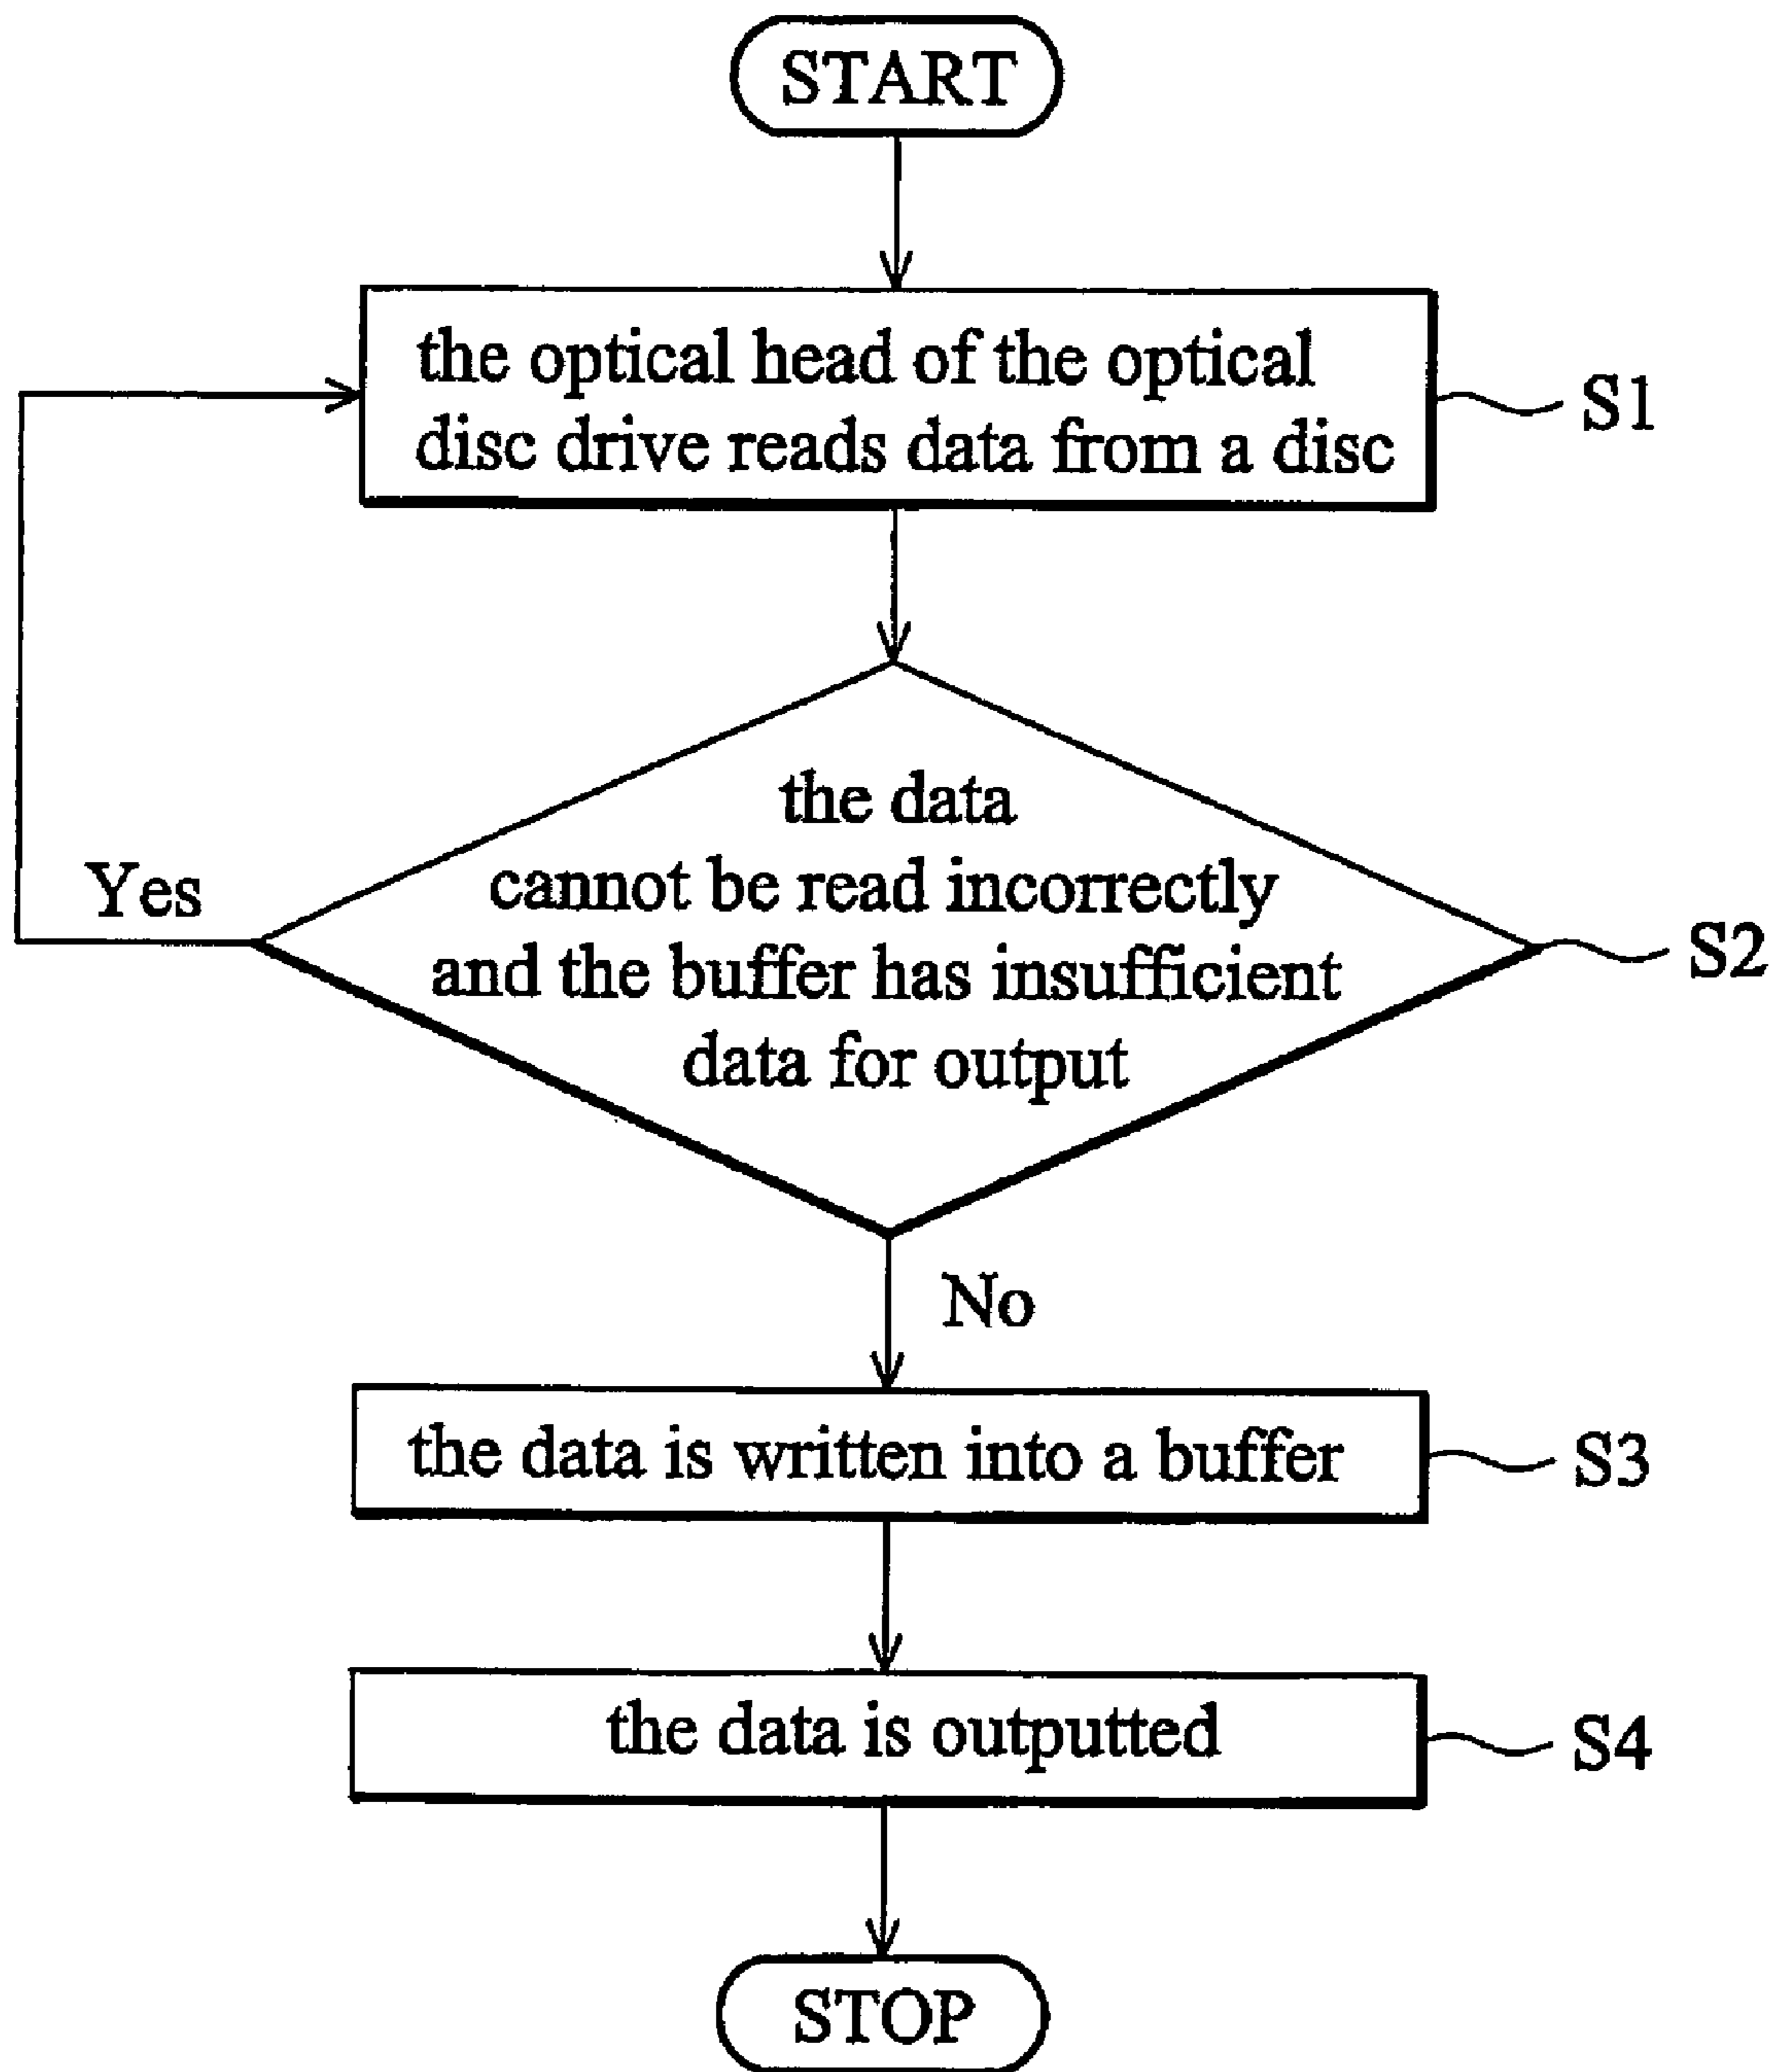 START
the optical head of the optical
disc drive reads data from a disc
S1
the data
cannot be read incorrectly
and the buffer has insufficient
data for output
Yes
S2
No
the data is written into a buffer
S3
the data is outputted
S4
STOP